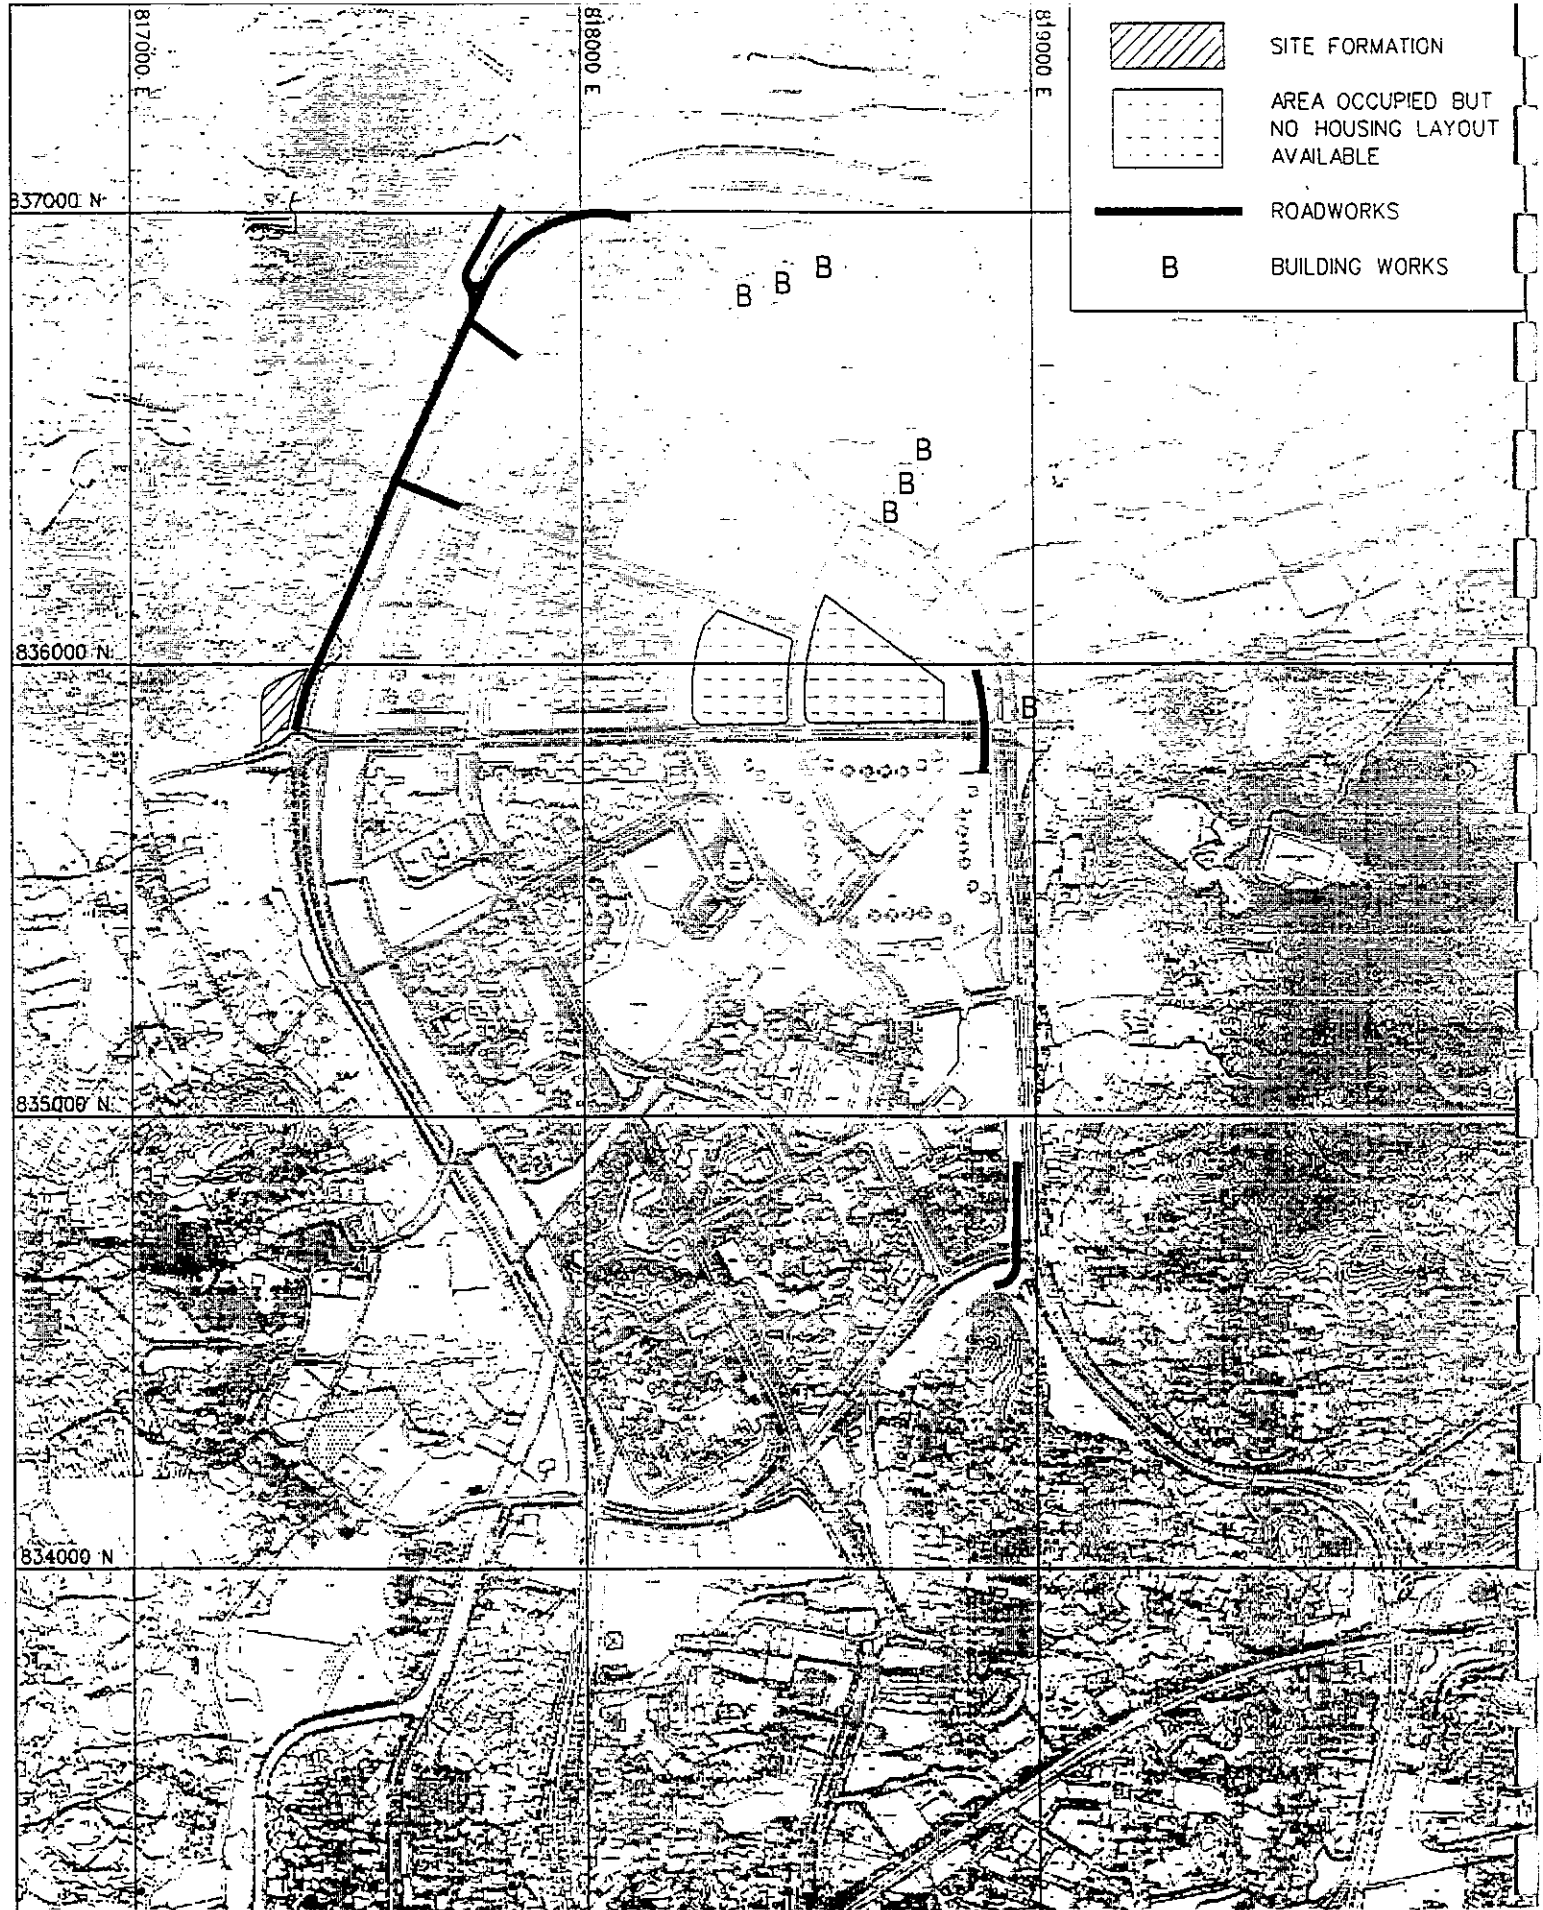 817000 E
818000 E
819000 E
SITE FORMATION
AREA OCCUPIED BUT
NO HOUSING LAYOUT
AVAILABLE
837000 N
ROADWORKS
B BUILDING WORKS
B
B
B
B
B
B
836000 N
B
835000 N
834000 N